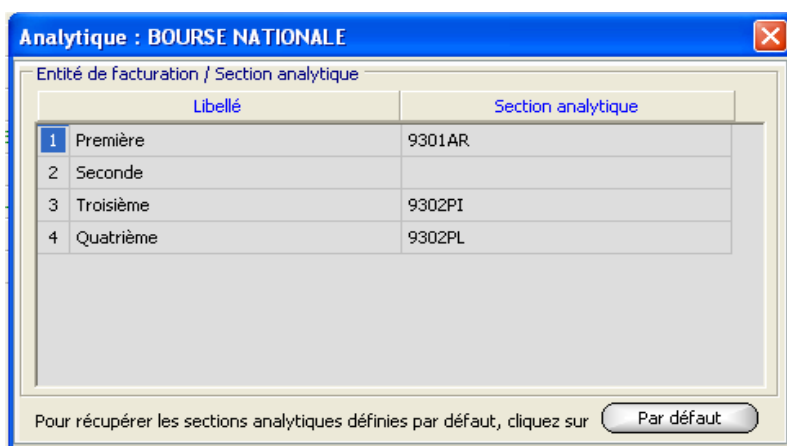 Analytique : BOURSE NATIONALE
Entité de facturation / Section analytique
Libellé Section analytique
1 Première 9301AR
2 Seconde
3 Troisième 9302PI
4 Quatrième 9302PL
Pour récupérer les sections analytiques définies par défaut, cliquez sur Par défaut